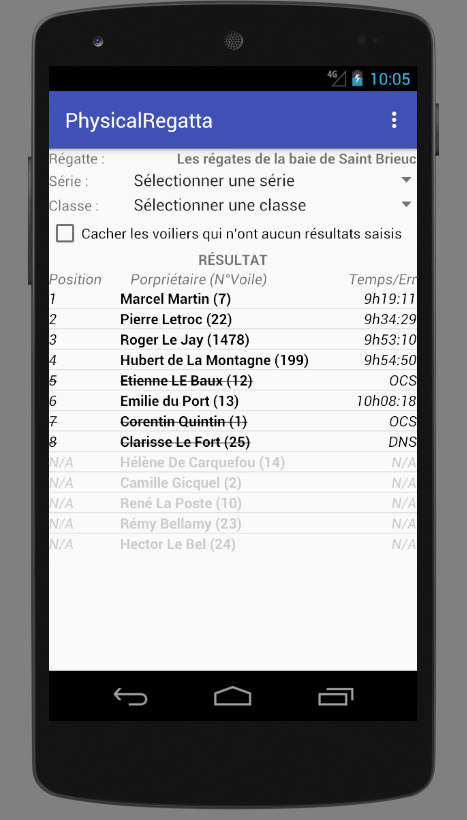 4G 10:05
PhysicalRegatta
Régatte : Les régates de la baie de Saint Brieuc
Série : Sélectionner une série
Classe : Sélectionner une classe
Cacher les voiliers qui n'ont aucun résultats saisis
RÉSULTAT
Position Porpriétaire (N°Voile) Temps/Err
1 Marcel Martin (7) 9h19:11
2 Pierre Letroc (22) 9h34:29
3 Roger Le Jay (1478) 9h53:10
4 Hubert de La Montagne (199) 9h54:50
5 Etienne LE Baux (12) OCS
6 Emilie du Port (13) 10h08:18
7 Corentin Quintin (1) OCS
8 Clarisse Le Fort (25) DNS
N/A Hélène De Carquefou (14) N/A
N/A Camille Gicquel (2) N/A
N/A René La Poste (10) N/A
N/A Rémy Bellamy (23) N/A
N/A Hector Le Bel (24) N/A